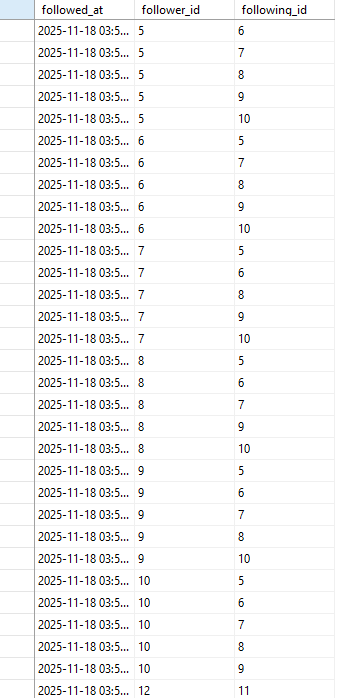 followed_at follower_id following_id
2025-11-18 03:5... 5 6
2025-11-18 03:5... 5 7
2025-11-18 03:5... 5 8
2025-11-18 03:5... 5 9
2025-11-18 03:5... 5 10
2025-11-18 03:5... 6 5
2025-11-18 03:5... 6 7
2025-11-18 03:5... 6 8
2025-11-18 03:5... 6 9
2025-11-18 03:5... 6 10
2025-11-18 03:5... 7 5
2025-11-18 03:5... 7 6
2025-11-18 03:5... 7 8
2025-11-18 03:5... 7 9
2025-11-18 03:5... 7 10
2025-11-18 03:5... 8 5
2025-11-18 03:5... 8 6
2025-11-18 03:5... 8 7
2025-11-18 03:5... 8 9
2025-11-18 03:5... 8 10
2025-11-18 03:5... 9 5
2025-11-18 03:5... 9 6
2025-11-18 03:5... 9 7
2025-11-18 03:5... 9 8
2025-11-18 03:5... 9 10
2025-11-18 03:5... 10 5
2025-11-18 03:5... 10 6
2025-11-18 03:5... 10 7
2025-11-18 03:5... 10 8
2025-11-18 03:5... 10 9
2025-11-18 03:5... 12 11